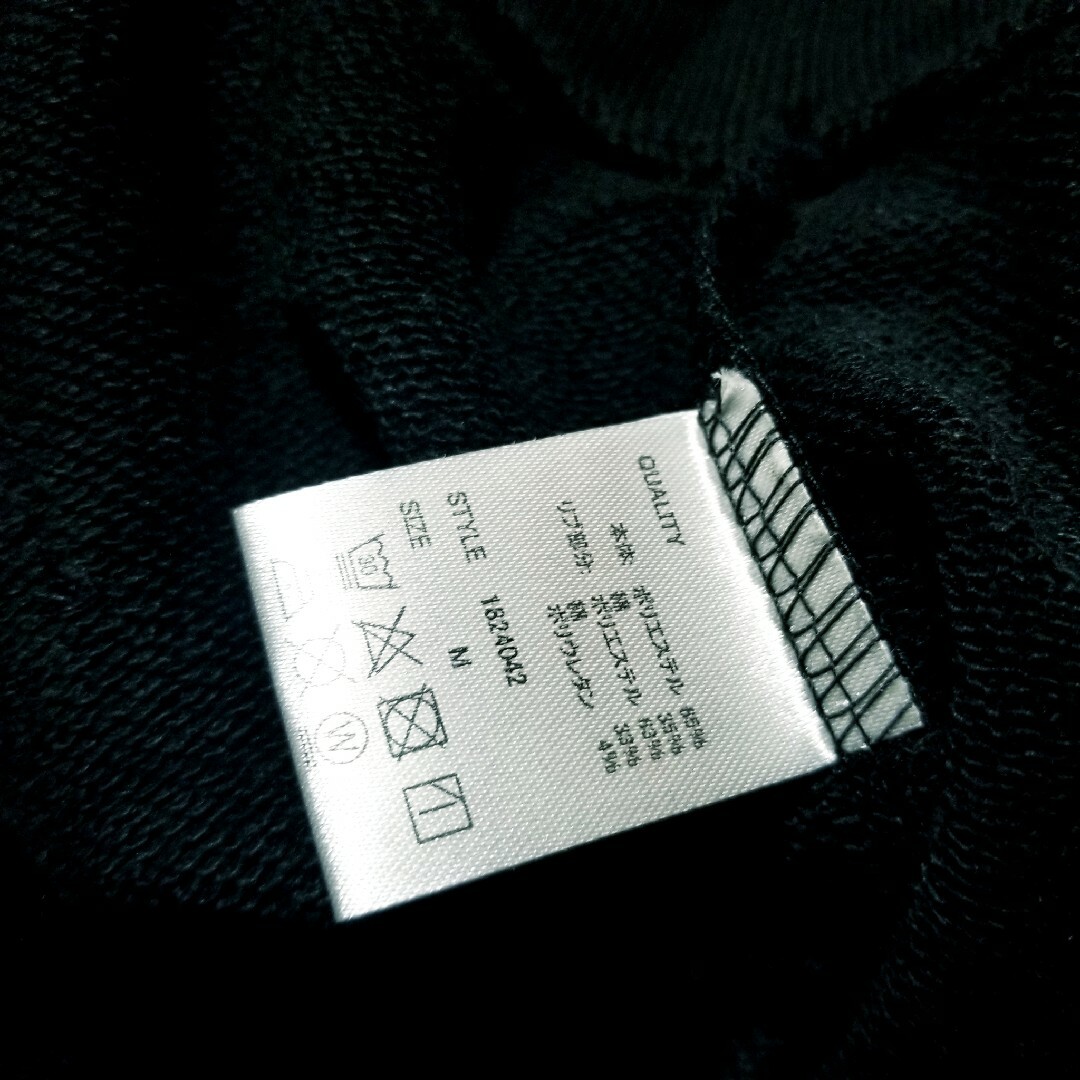 QUALITY
本体: ポリエステル 65%
綿 35%
リブ部分: ポリエステル 63%
綿 33%
ポリウレタン 4%
STYLE 1824042
SIZE M
W